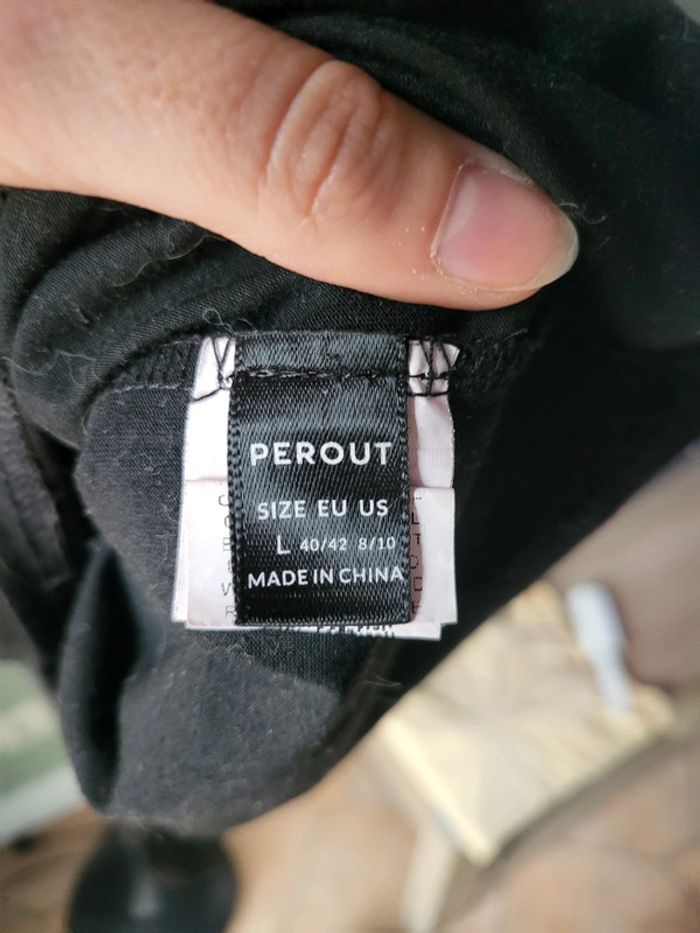 PEROUT
SIZE EU US
L 40/42 8/10
MADE IN CHINA